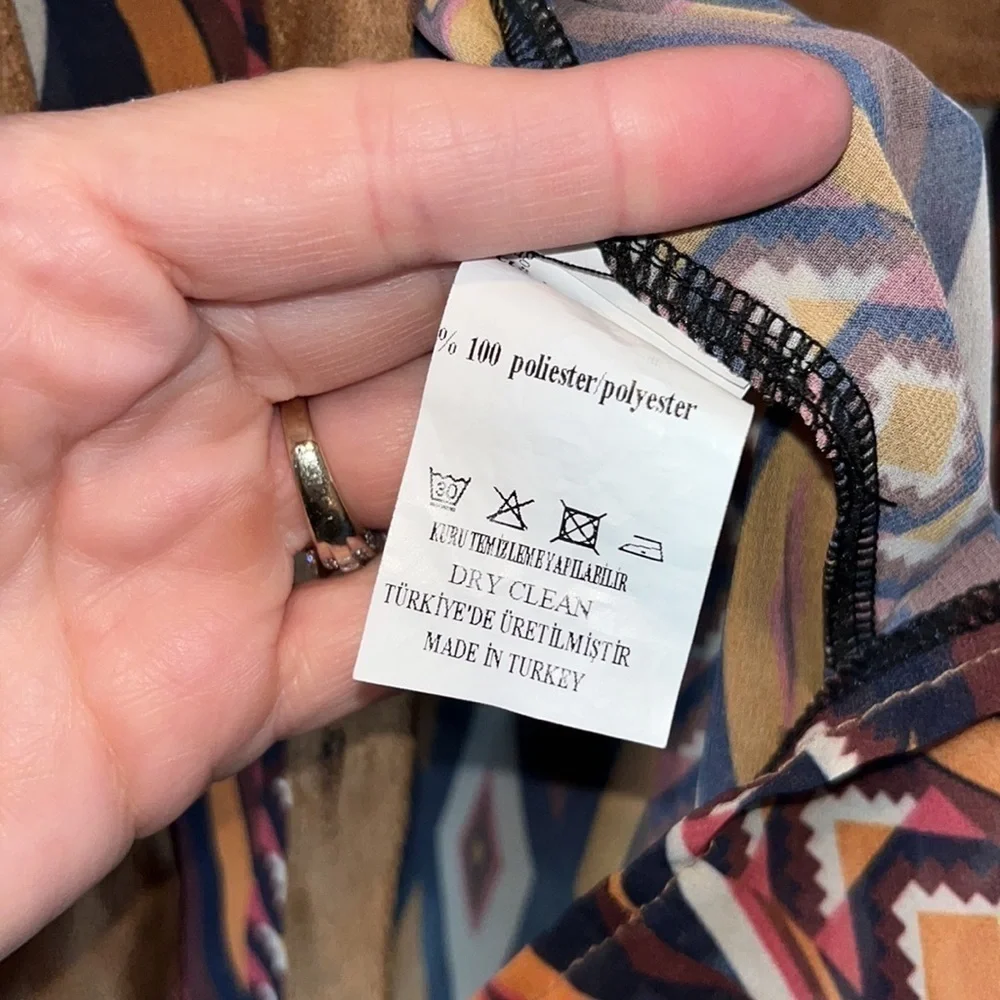 % 100 poliester/polyester
30
KURU TEMİZLEME YAPILABİLİR
DRY CLEAN
TÜRKİYE'DE ÜRETİLMİŞTİR
MADE İN TURKEY